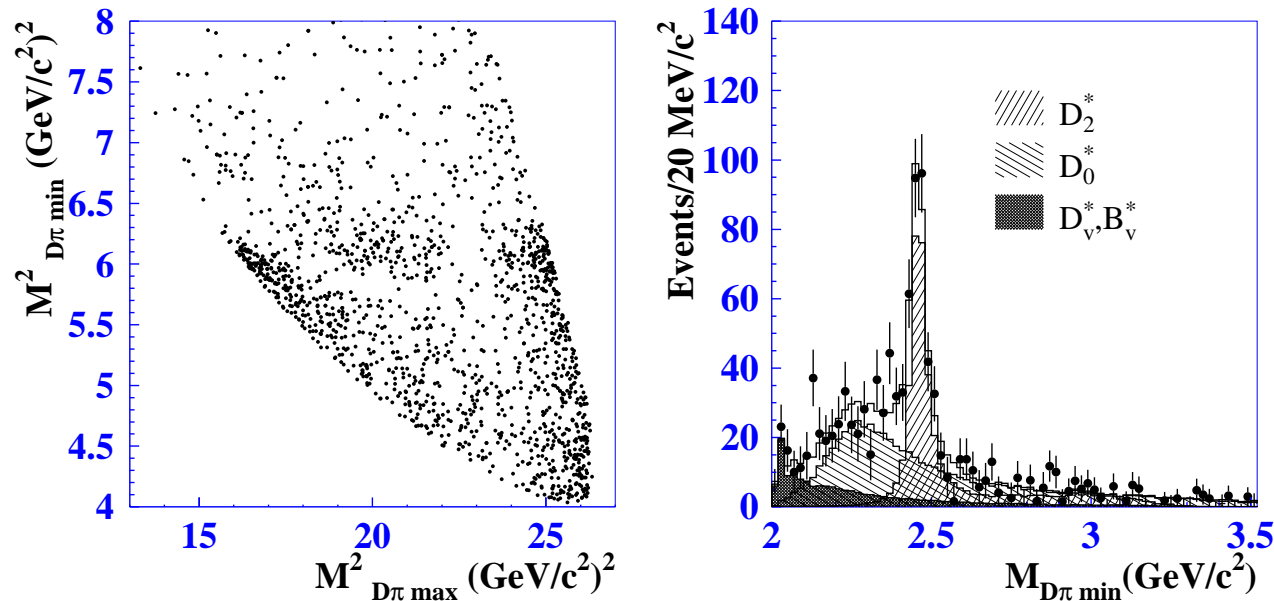 M²Dπ min (GeV/c²)²
8
7.5
7
6.5
6
5.5
5
4.5
4
15 20 25
M²Dπ max (GeV/c²)²
Events/20 MeV/c²
140
120
100
80
60
40
20
0
D*2
D*0
D*v,B*v
2 2.5 3 3.5
MDπ min(GeV/c²)